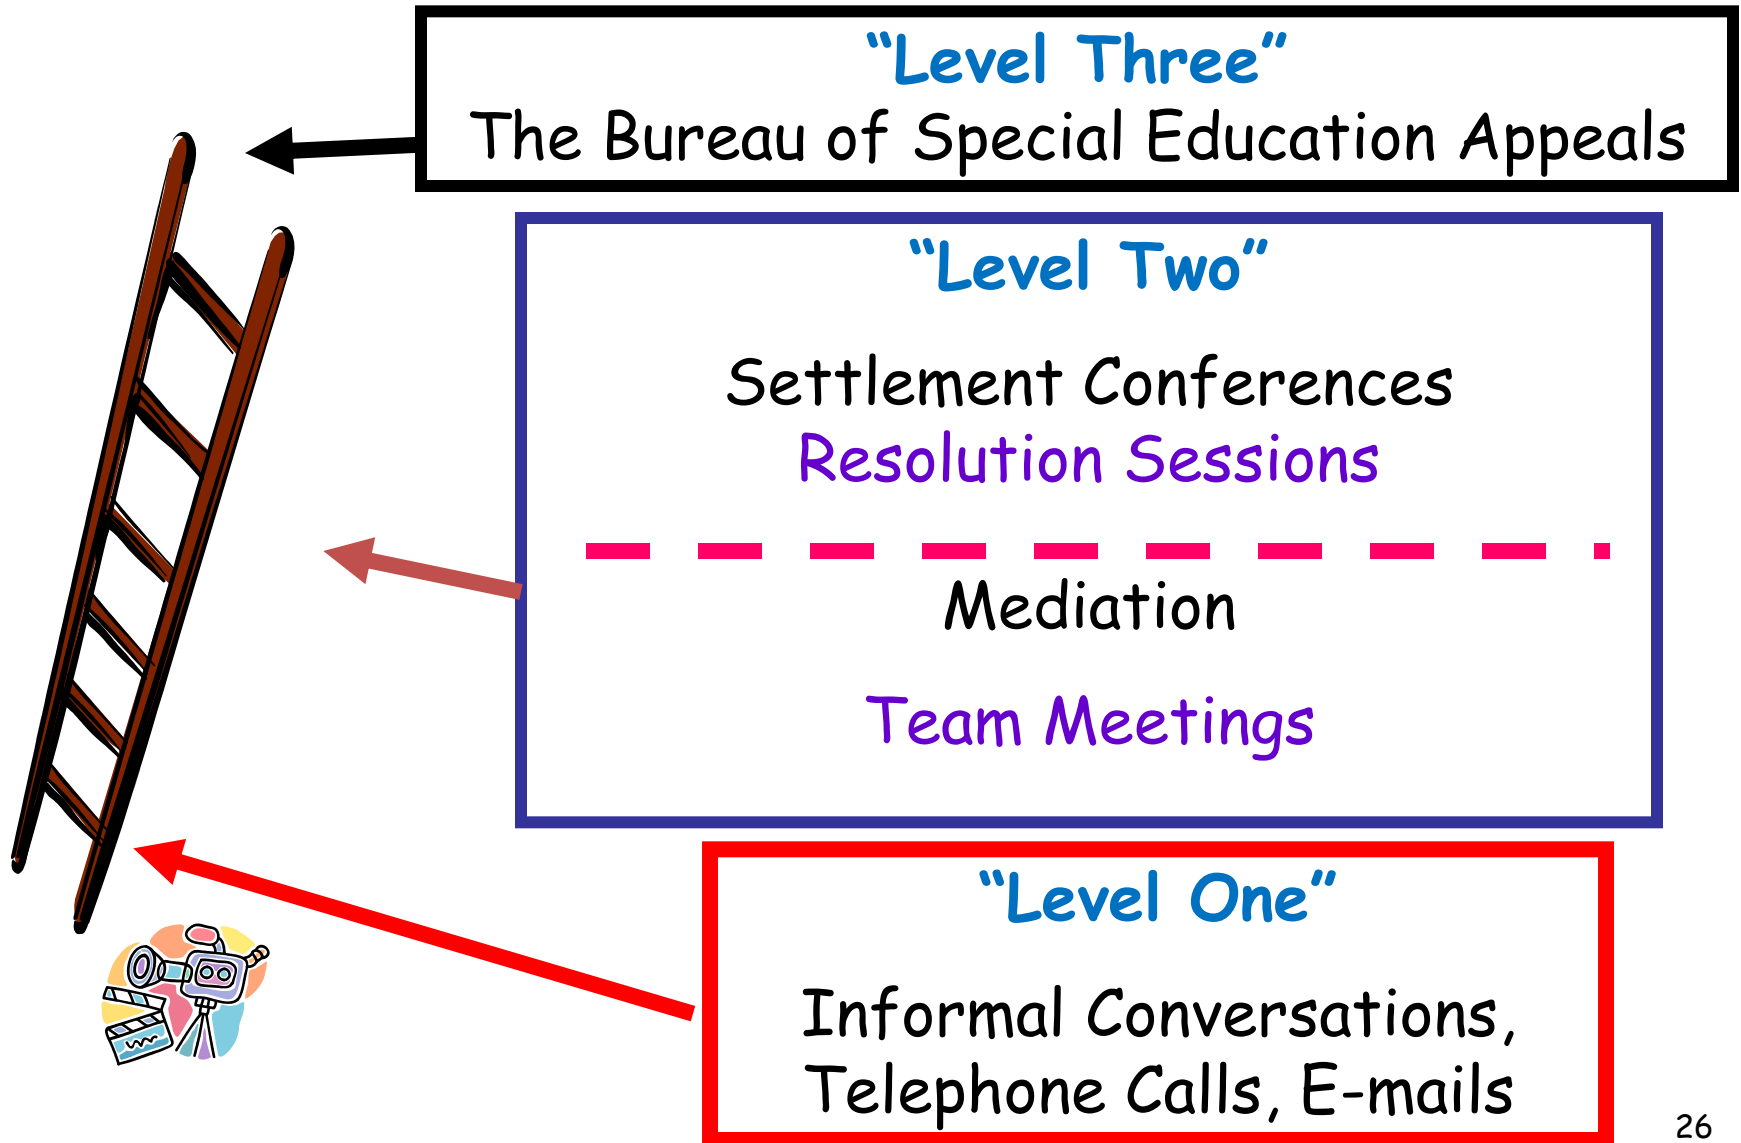 “Level Three”
The Bureau of Special Education Appeals
“Level Two”
Settlement Conferences
Resolution Sessions
Mediation
Team Meetings
“Level One”
Informal Conversations,
Telephone Calls, E-mails
26